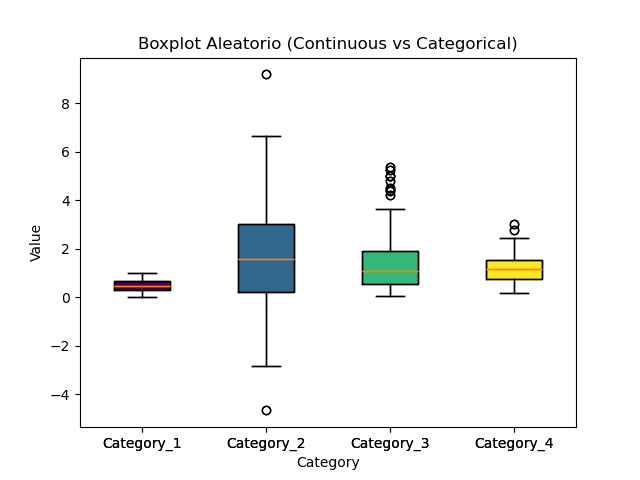 Boxplot Aleatorio (Continuous vs Categorical)
8
6
4
2
0
−2
−4
Value
Category_1 Category_2 Category_3 Category_4
Category